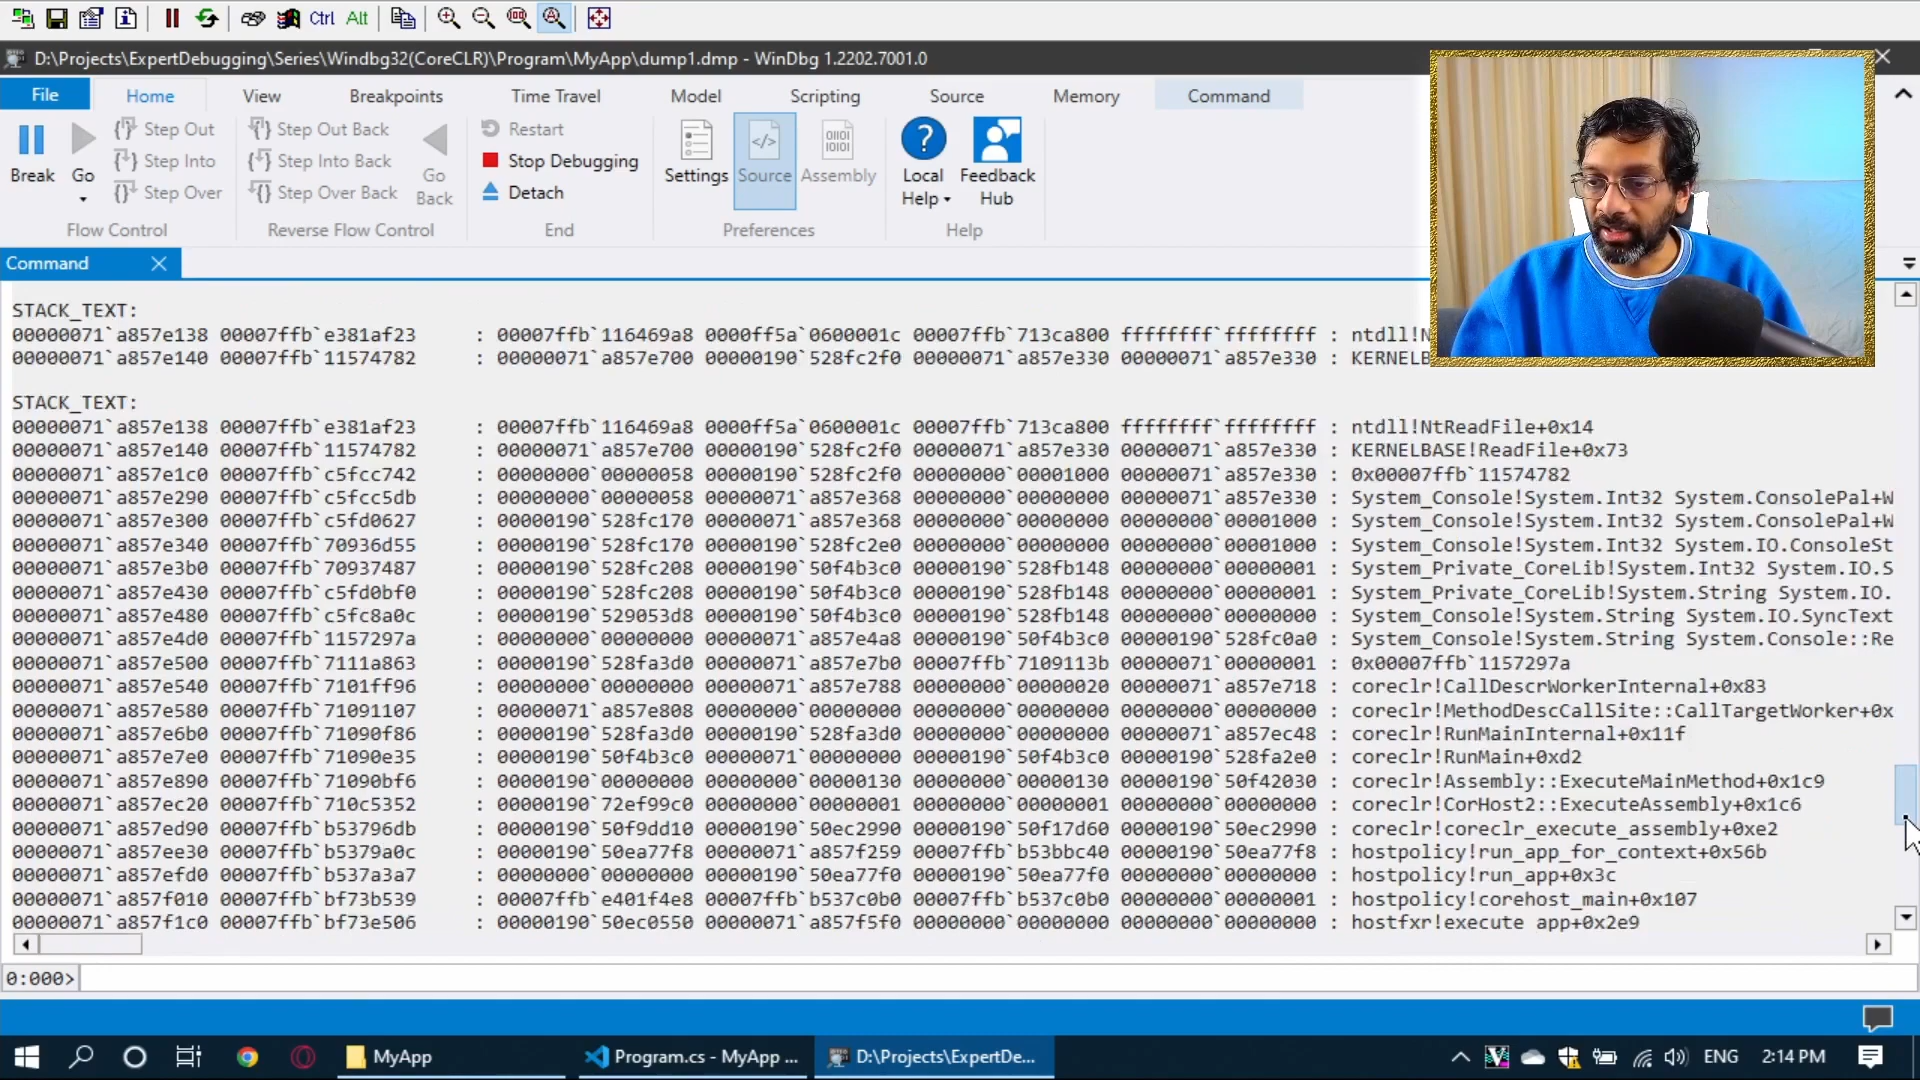 Ctrl Alt
D:\Projects\ExpertDebugging\Series\Windbg32(CoreCLR)\Program\MyApp\dump1.dmp - WinDbg 1.2202.7001.0
File Home View Breakpoints Time Travel Model Scripting Source Memory Command
Break Go Step Out Step Into Step Over
Flow Control
Step Out Back Step Into Back Step Over Back Go Back
Reverse Flow Control
Restart Stop Debugging Detach
End
Settings Source Assembly
Preferences
Local Help Feedback Hub
Help
Command
STACK_TEXT:
00000071`a857e138 00007ffb`e381af23 : 00007ffb`116469a8 0000ff5a`0600001c 00007ffb`713ca800 ffffffff`ffffffff :
00000071`a857e140 00007ffb`11574782 : 00000071`a857e700 00000190`528fc2f0 00000071`a857e330 00000071`a857e330 :
STACK_TEXT:
00000071`a857e138 00007ffb`e381af23 : 00007ffb`116469a8 0000ff5a`0600001c 00007ffb`713ca800 ffffffff`ffffffff : ntdll!NtReadFile+0x14
00000071`a857e140 00007ffb`11574782 : 00000071`a857e700 00000190`528fc2f0 00000071`a857e330 00000071`a857e330 : KERNELBASE!ReadFile+0x73
00000071`a857e1c0 00007ffb`c5fcc742 : 00000000`00000058 00000190`528fc2f0 00000000`00001000 00000071`a857e330 : 0x00007ffb`11574782
00000071`a857e290 00007ffb`c5fcc5db : 00000000`00000058 00000071`a857e368 00000000`00000000 00000071`a857e330 : System_Console!System.Int32 System.ConsolePal+W
00000071`a857e300 00007ffb`c5fd0627 : 00000190`528fc170 00000071`a857e368 00000000`00000000 00000000`00001000 : System_Console!System.Int32 System.ConsolePal+W
00000071`a857e340 00007ffb`70936d55 : 00000190`528fc170 00000190`528fc2e0 00000000`00000000 00000000`00001000 : System_Console!System.Int32 System.IO.ConsoleSt
00000071`a857e3b0 00007ffb`70937487 : 00000190`528fc208 00000190`50f4b3c0 00000190`528fb148 00000000`00000001 : System_Private_CoreLib!System.Int32 System.IO.S
00000071`a857e430 00007ffb`c5fd0bf0 : 00000190`528fc208 00000190`50f4b3c0 00000190`528fb148 00000000`00000001 : System_Private_CoreLib!System.String System.IO.
00000071`a857e480 00007ffb`c5fc8a0c : 00000190`529053d8 00000190`50f4b3c0 00000190`528fb148 00000000`00000000 : System_Console!System.String System.IO.SyncText
00000071`a857e4d0 00007ffb`1157297a : 00000000`00000000 00000071`a857e4a8 00000190`50f4b3c0 00000190`528fc0a0 : System_Console!System.String System.Console::Re
00000071`a857e500 00007ffb`7111a863 : 00000190`528fa3d0 00000071`a857e7b0 00007ffb`7109113b 00000071`00000001 : 0x00007ffb`1157297a
00000071`a857e540 00007ffb`7101ff96 : 00000000`00000000 00000071`a857e788 00000000`00000020 00000071`a857e718 : coreclr!CallDescrWorkerInternal+0x83
00000071`a857e580 00007ffb`71091107 : 00000071`a857e808 00000000`00000000 00000000`00000000 00000000`00000000 : coreclr!MethodDescCallSite::CallTargetWorker+0x
00000071`a857e6b0 00007ffb`71090f86 : 00000190`528fa3d0 00000190`528fa3d0 00000000`00000000 00000071`a857ec48 : coreclr!RunMainInternal+0x11f
00000071`a857e7e0 00007ffb`71090e35 : 00000190`50f4b3c0 00000190`00000000 00000190`50f4b3c0 00000190`528fa2e0 : coreclr!RunMain+0xd2
00000071`a857e890 00007ffb`71090bf6 : 00000190`00000000 00000000`00000130 00000000`00000130 00000190`50f42030 : coreclr!Assembly::ExecuteMainMethod+0x1c9
00000071`a857ec20 00007ffb`710c5352 : 00000190`72ef99c0 00000000`00000001 00000000`00000001 00000000`00000000 : coreclr!CorHost2::ExecuteAssembly+0x1c6
00000071`a857ed90 00007ffb`b53796db : 00000190`50f9dd10 00000190`50ec2990 00000190`50f17d60 00000190`50ec2990 : coreclr!coreclr_execute_assembly+0xe2
00000071`a857ee30 00007ffb`b5379a0c : 00000190`50ea77f8 00000071`a857f259 00007ffb`b53bbc40 00000190`50ea77f8 : hostpolicy!run_app_for_context+0x56b
00000071`a857efd0 00007ffb`b537a3a7 : 00000000`00000000 00000190`50ea77f0 00000190`50ea77f0 00000000`00000000 : hostpolicy!run_app+0x3c
00000071`a857f010 00007ffb`bf73b539 : 00007ffb`e401f4e8 00007ffb`b537c0b0 00007ffb`b537c0b0 00000000`00000001 : hostpolicy!corehost_main+0x107
00000071`a857f1c0 00007ffb`bf73e506 : 00000190`50ec0550 00000071`a857f5f0 00000000`00000000 00000000`00000000 : hostfxr!execute_app+0x2e9
0:000>
MyApp Program.cs - MyApp ... D:\Projects\ExpertDe... ENG 2:14 PM